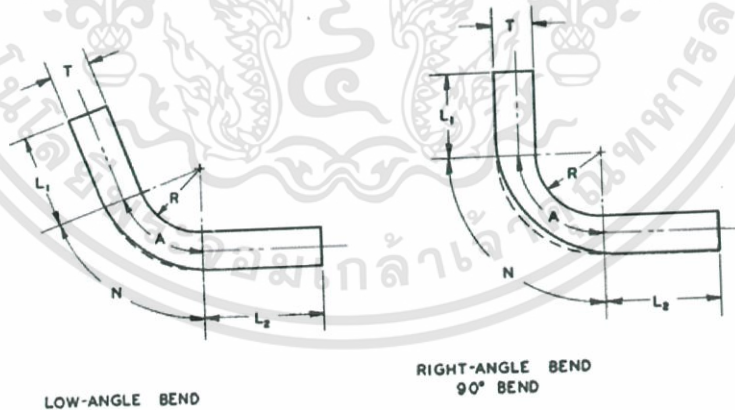 T
L₁
R
A
N
L₂
LOW-ANGLE BEND
T
L₁
R
A
N
L₂
RIGHT-ANGLE BEND
90° BEND